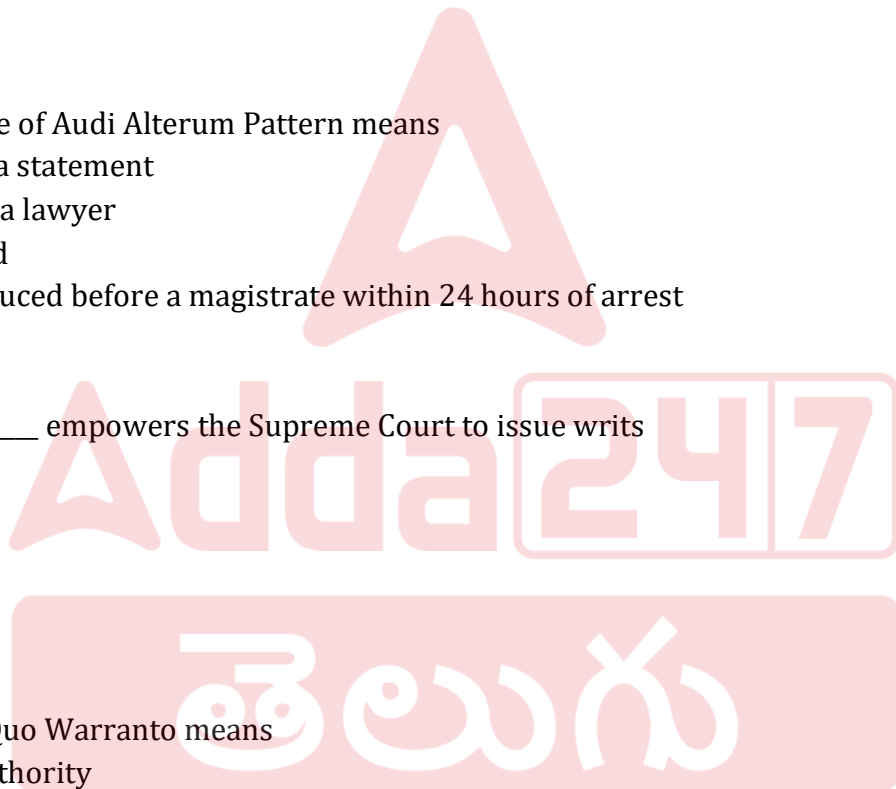 e of Audi Alterum Pattern means
a statement
a lawyer
d
uced before a magistrate within 24 hours of arrest
___ empowers the Supreme Court to issue writs
Adda247
తెలుగు
Quo Warranto means
thority